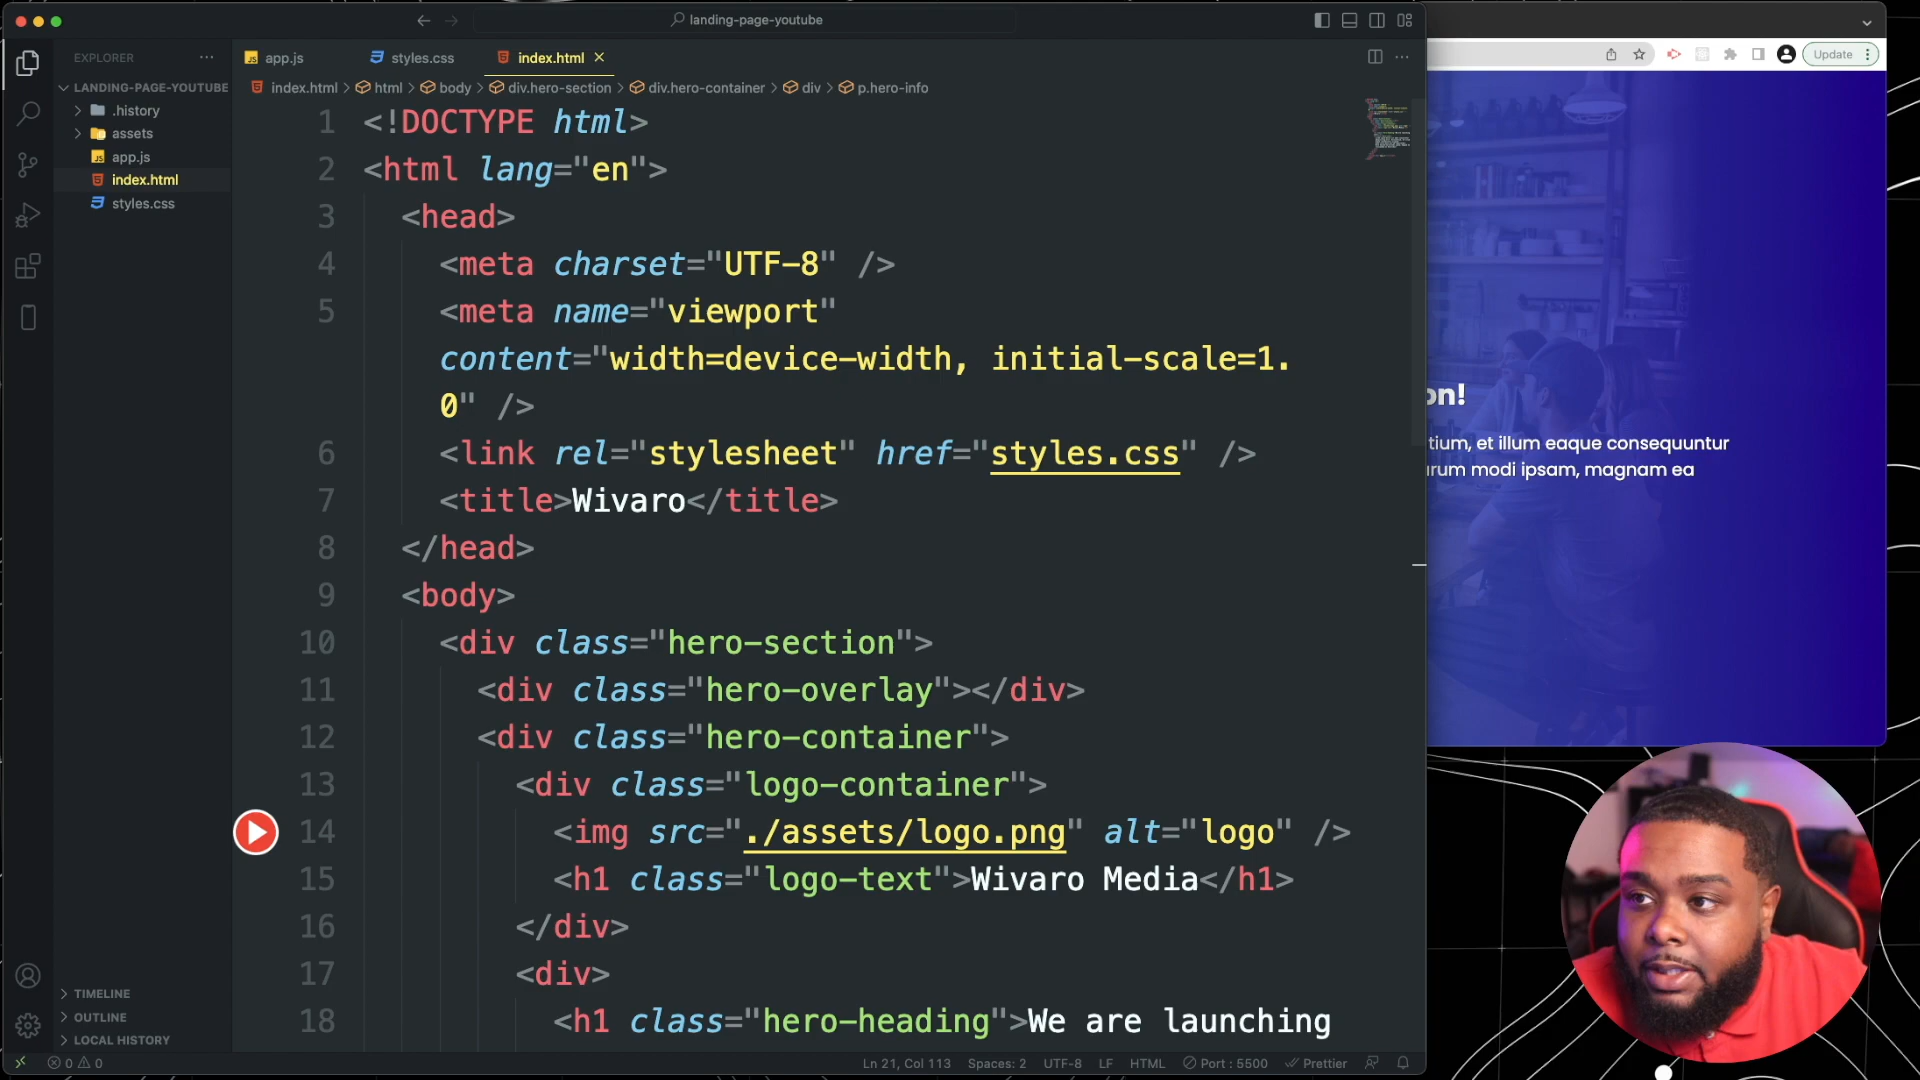 landing-page-youtube
EXPLORER
app.js
styles.css
index.html
Update
LANDING-PAGE-YOUTUBE
index.html > html > body > div.hero-section > div.hero-container > div > p.hero-info
.history
assets
app.js
index.html
styles.css
1 <!DOCTYPE html>
2 <html lang="en">
3 <head>
4 <meta charset="UTF-8" />
5 <meta name="viewport"
content="width=device-width, initial-scale=1.
0" />
6 <link rel="stylesheet" href="styles.css" />
7 <title>Wivaro</title>
8 </head>
9 <body>
10 <div class="hero-section">
11 <div class="hero-overlay"></div>
12 <div class="hero-container">
13 <div class="logo-container">
14 <img src="./assets/logo.png" alt="logo" />
15 <h1 class="logo-text">Wivaro Media</h1>
16 </div>
17 <div>
18 <h1 class="hero-heading">We are launching
on!
tium, et illum eaque consequuntur
rum modi ipsam, magnam ea
TIMELINE
OUTLINE
LOCAL HISTORY
0 0
Ln 21, Col 113
Spaces: 2
UTF-8
LF
HTML
Port : 5500
Prettier